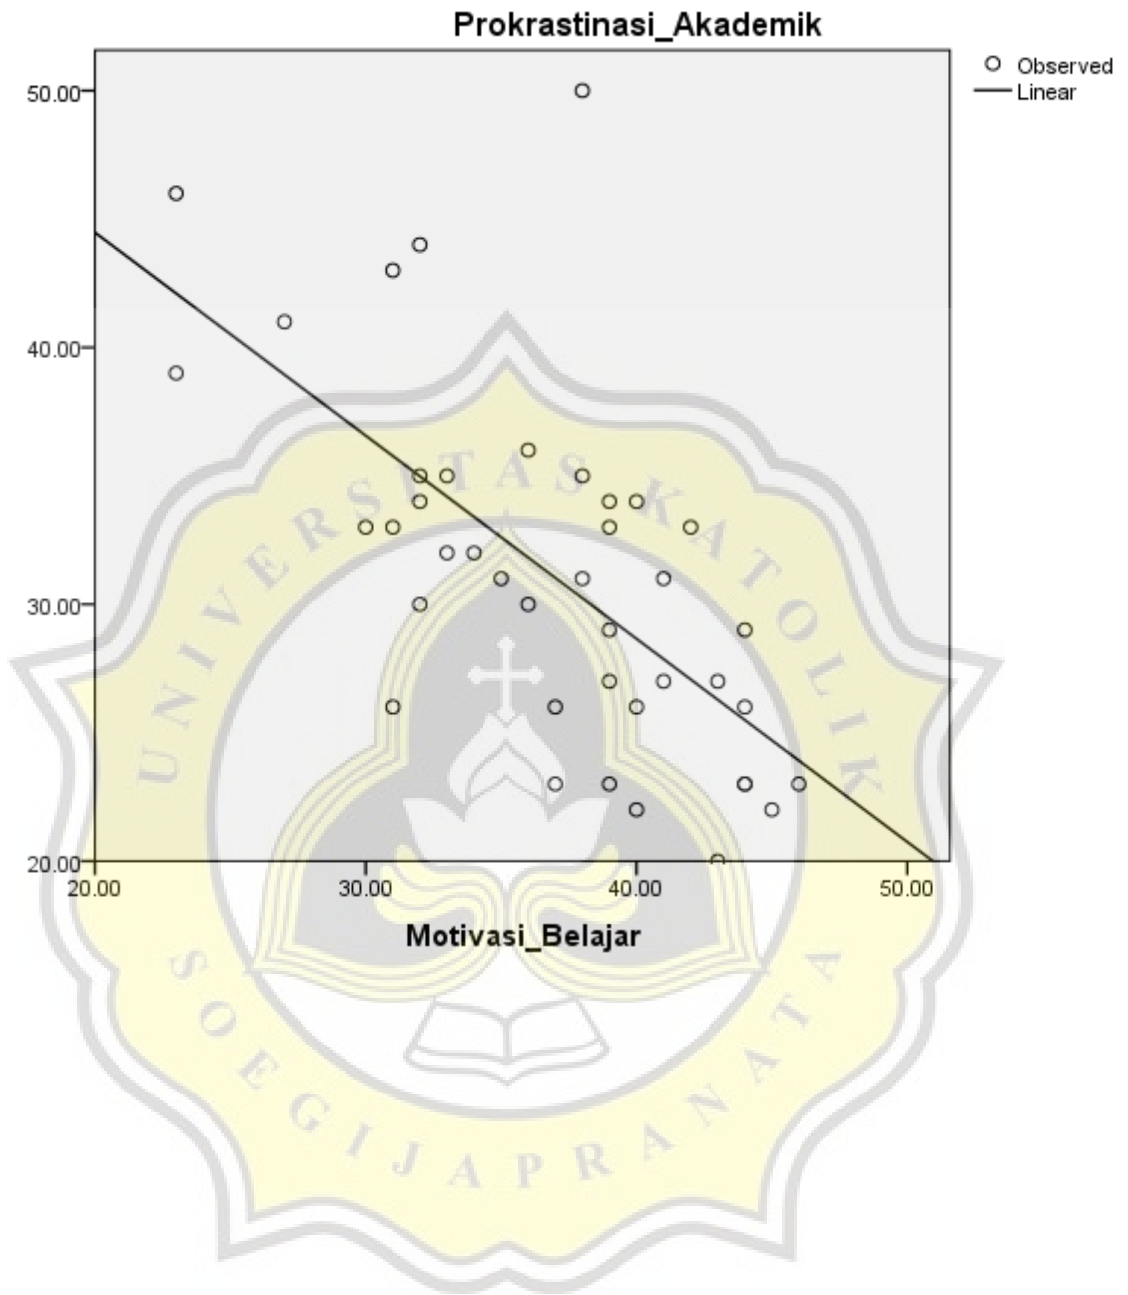 Prokrastinasi_Akademik
Observed
Linear
50.00
40.00
30.00
20.00
20.00 30.00 40.00 50.00
Motivasi_Belajar
UNIVERSITAS KATOLIK
SOEGIJAPRANATA